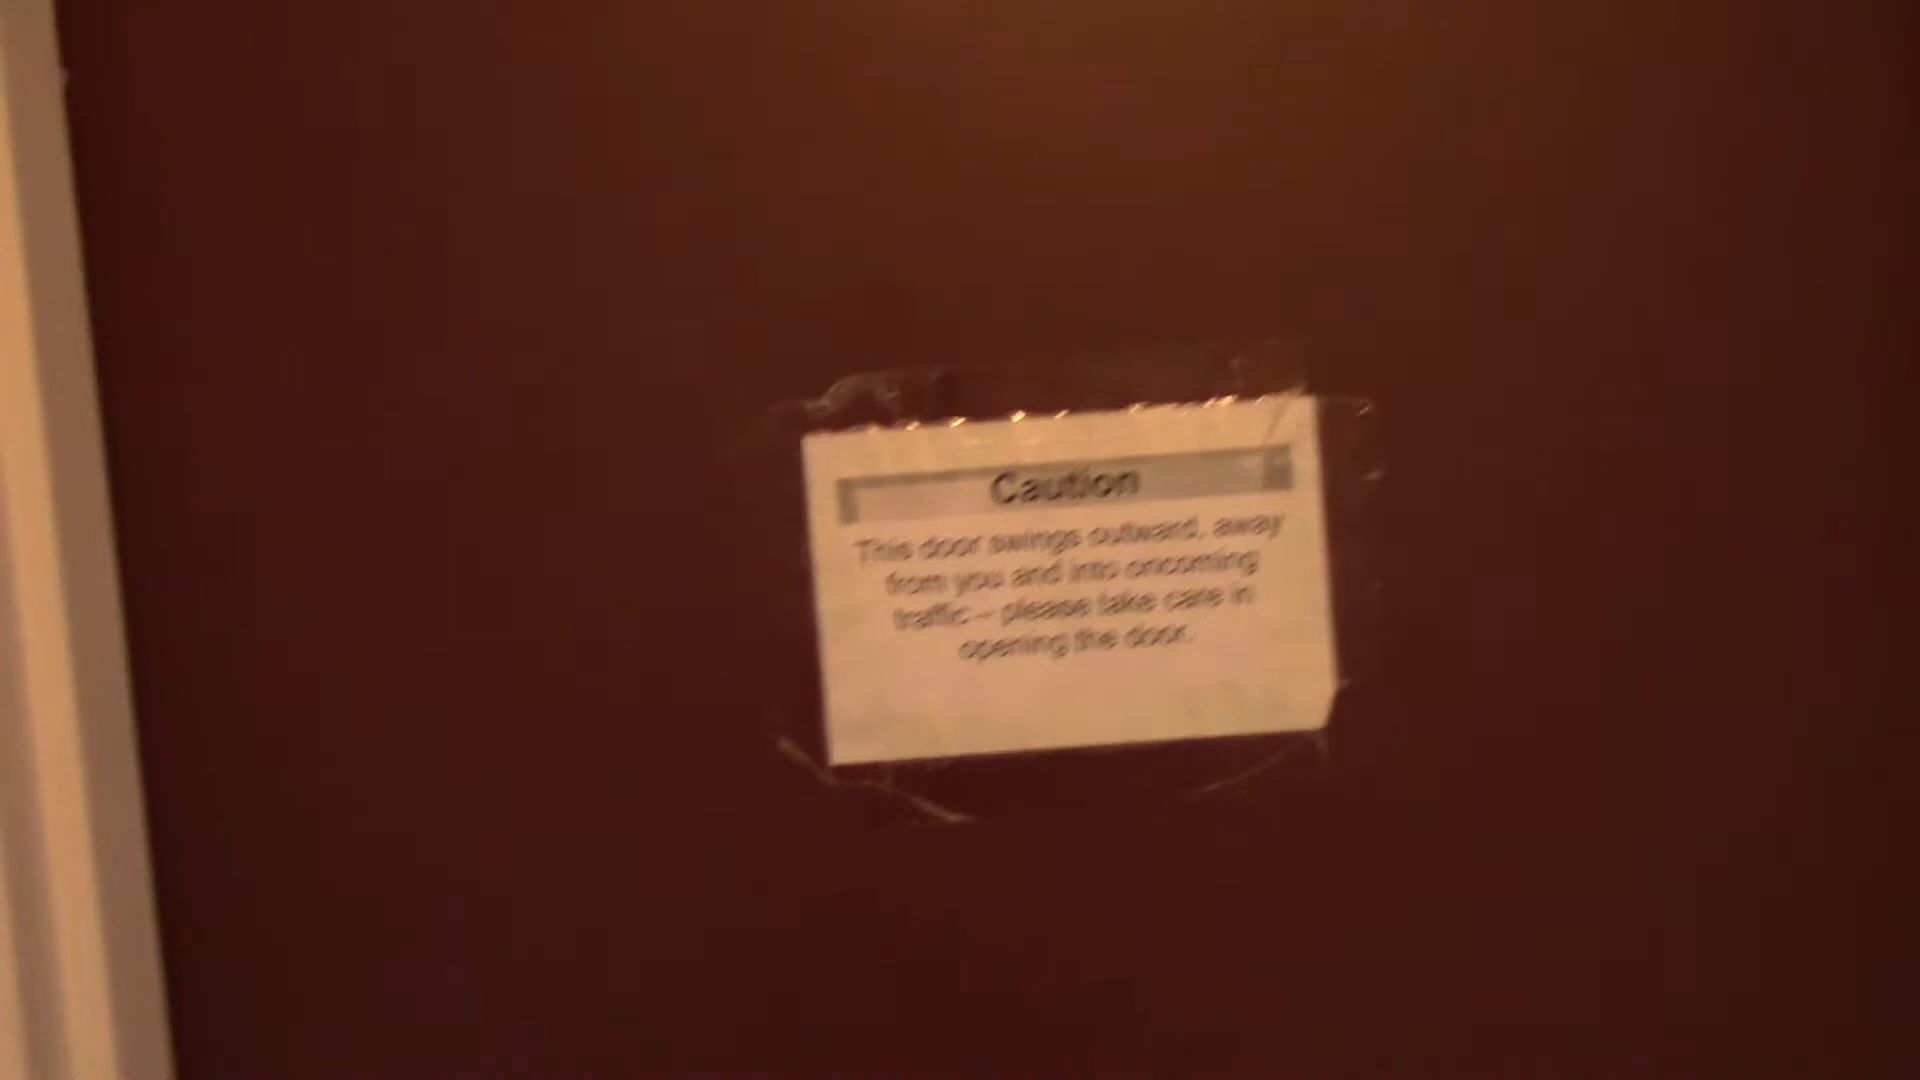 Caution
This door swings outward, away
from you and into oncoming
traffic – please take care in
opening the door.